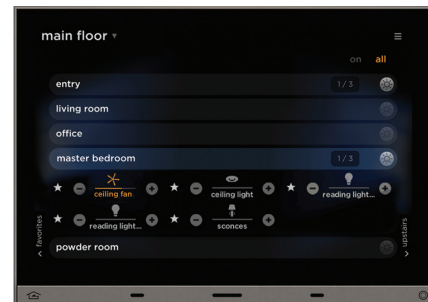 main floor
on all
entry 1/3
living room
office
master bedroom 1/3
ceiling fan ceiling light reading light...
reading light... sconces
favorites
upstairs
powder room